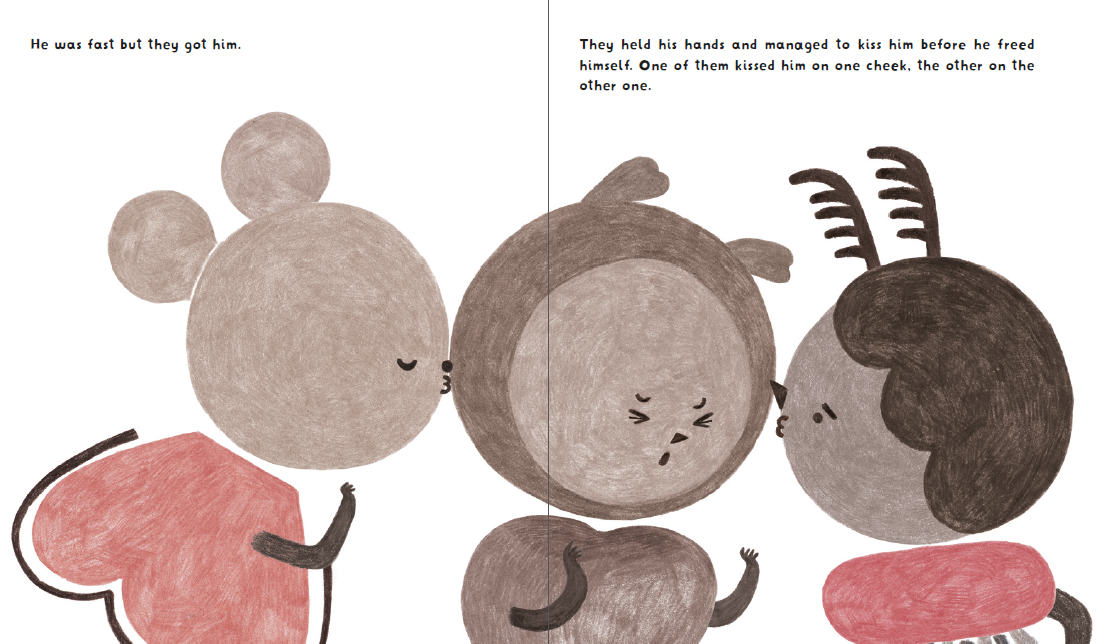 He was fast but they got him.
They held his hands and managed to kiss him before he freed
himself. One of them kissed him on one cheek, the other on the
other one.